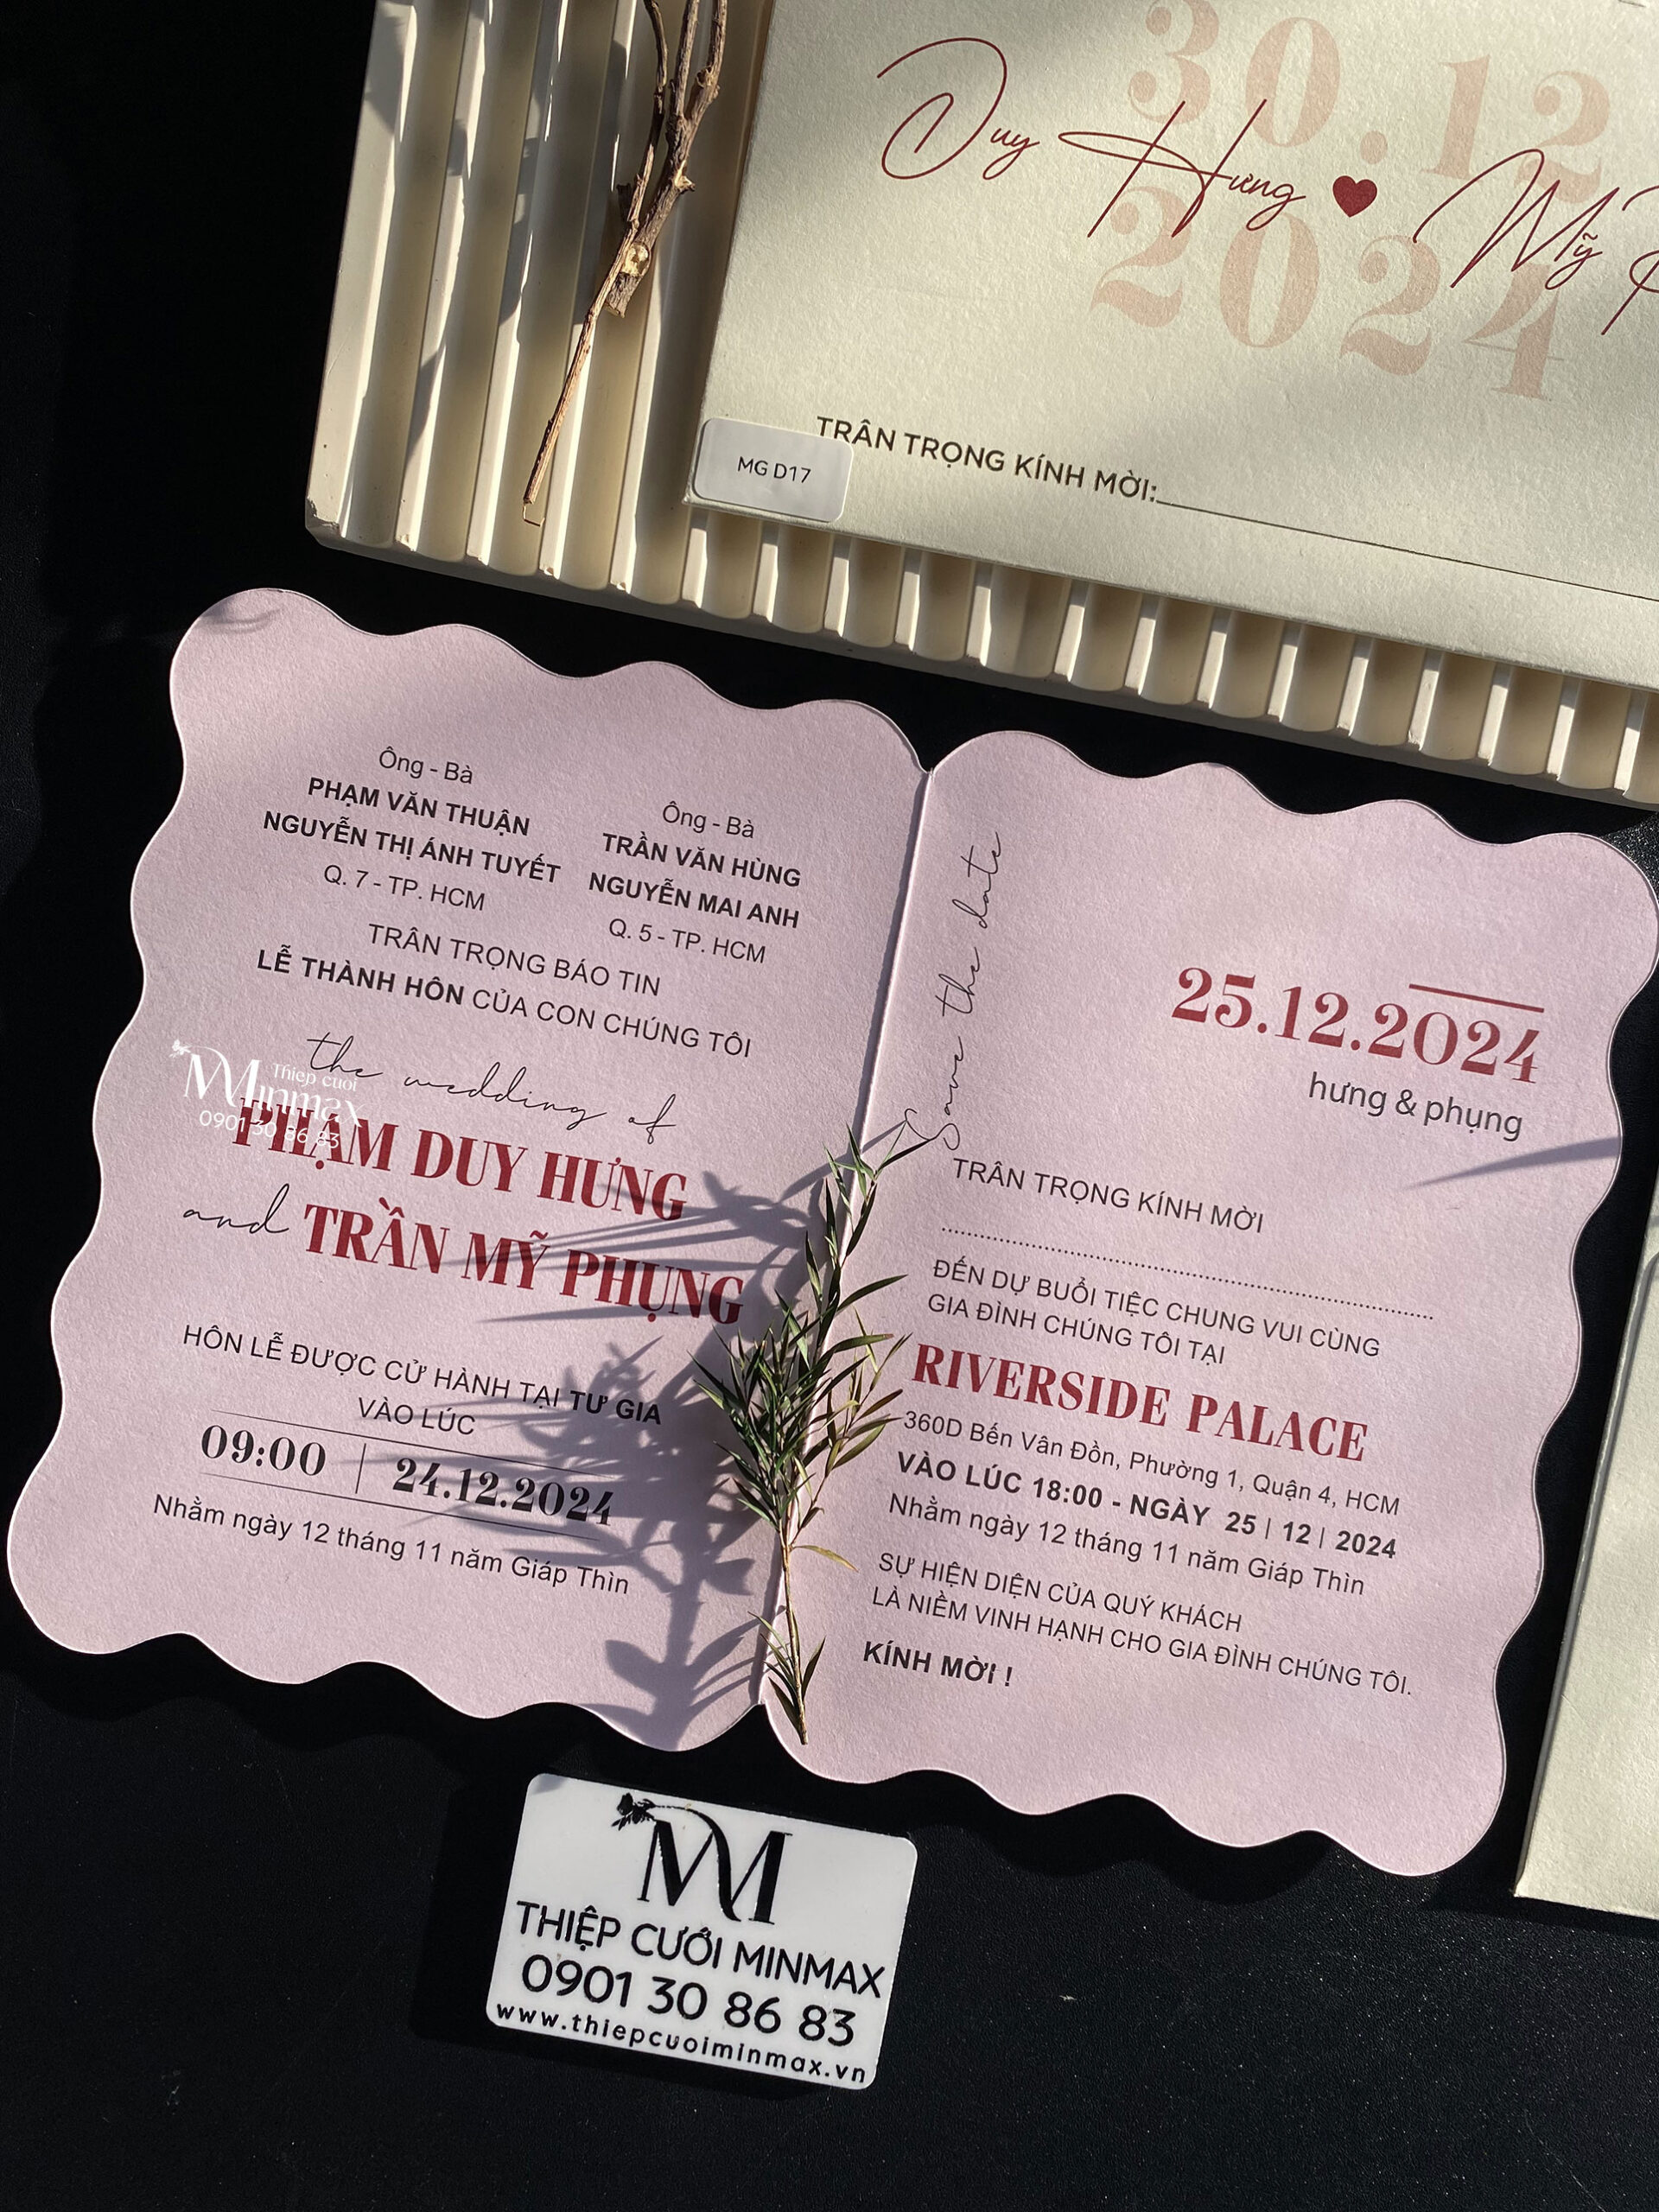 30.12
2024
Duy Hưng Mỹ
TRÂN TRỌNG KÍNH MỜI:
MG D17
Ông - Bà
PHẠM VĂN THUẬN
NGUYỄN THỊ ÁNH TUYẾT
Q. 7 - TP. HCM
Ông - Bà
TRẦN VĂN HÙNG
NGUYỄN MAI ANH
Q. 5 - TP. HCM
TRÂN TRỌNG BÁO TIN
LỄ THÀNH HÔN CỦA CON CHÚNG TÔI
the wedding of
Thiep cuoi
Minmax
0901 30 86 83
PHẠM DUY HƯNG
and TRẦN MỸ PHỤNG
HÔN LỄ ĐƯỢC CỬ HÀNH TẠI TƯ GIA
VÀO LÚC
09:00 | 24.12.2024
Nhằm ngày 12 tháng 11 năm Giáp Thìn
Save the date
25.12.2024
hưng & phụng
TRÂN TRỌNG KÍNH MỜI
................................................................
ĐẾN DỰ BUỔI TIỆC CHUNG VUI CÙNG
GIA ĐÌNH CHÚNG TÔI TẠI
RIVERSIDE PALACE
360D Bến Vân Đồn, Phường 1, Quận 4, HCM
VÀO LÚC 18:00 - NGÀY 25 | 12 | 2024
Nhằm ngày 12 tháng 11 năm Giáp Thìn
SỰ HIỆN DIỆN CỦA QUÝ KHÁCH
LÀ NIỀM VINH HẠNH CHO GIA ĐÌNH CHÚNG TÔI.
KÍNH MỜI !
THIỆP CƯỚI MINMAX
0901 30 86 83
www.thiepcuoiminmax.vn